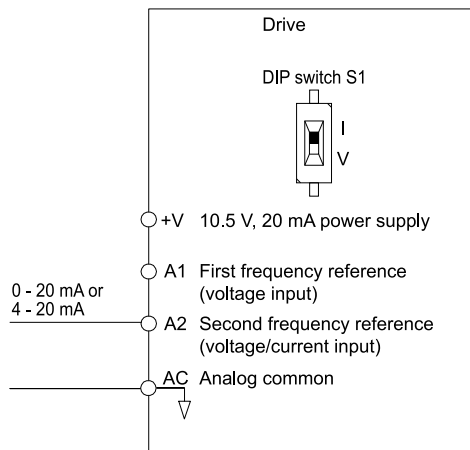 Drive
DIP switch S1
I
V
+V 10.5 V, 20 mA power supply
A1 First frequency reference
(voltage input)
0 - 20 mA or
4 - 20 mA
A2 Second frequency reference
(voltage/current input)
AC Analog common